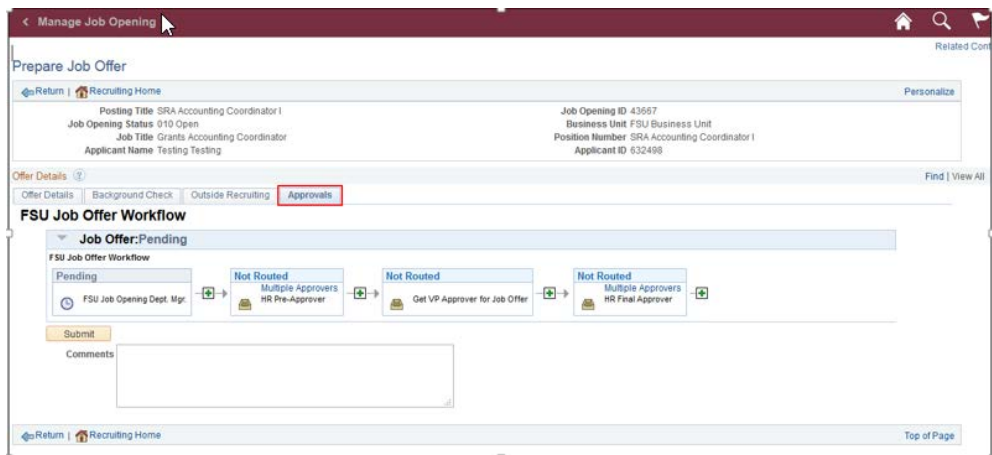 Manage Job Opening
Related Cont
Prepare Job Offer
Return | Recruiting Home Personalize
Posting Title SRA Accounting Coordinator I Job Opening ID 43667
Job Opening Status 010 Open Business Unit FSU Business Unit
Job Title Grants Accounting Coordinator Position Number SRA Accounting Coordinator I
Applicant Name Testing Testing Applicant ID 632498
Offer Details Find | View All
Offer Details Background Check Outside Recruiting Approvals
FSU Job Offer Workflow
Job Offer:Pending
FSU Job Offer Workflow
Pending Not Routed Not Routed Not Routed
Multiple Approvers Multiple Approvers
FSU Job Opening Dept. Mgr. HR Pre-Approver Get VP Approver for Job Offer HR Final Approver
Submit
Comments
Return | Recruiting Home Top of Page